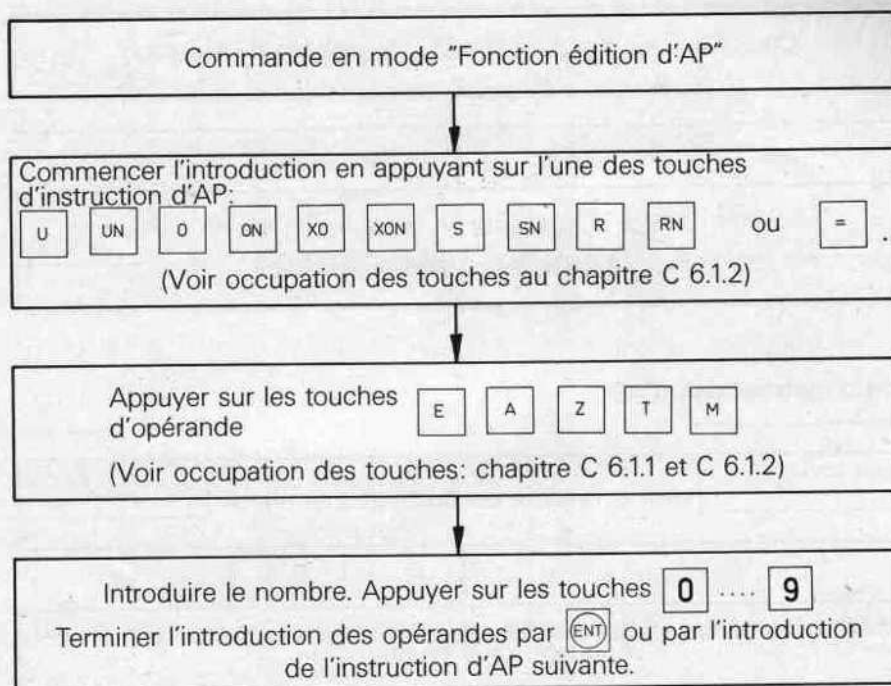 Commande en mode "Fonction édition d'AP"
Commencer l'introduction en appuyant sur l'une des touches
d'instruction d'AP:
U UN O ON XO XON S SN R RN ou = .
(Voir occupation des touches au chapitre C 6.1.2)
Appuyer sur les touches
d'opérande E A Z T M
(Voir occupation des touches: chapitre C 6.1.1 et C 6.1.2)
Introduire le nombre. Appuyer sur les touches 0 .... 9
Terminer l'introduction des opérandes par ENT ou par l'introduction
de l'instruction d'AP suivante.